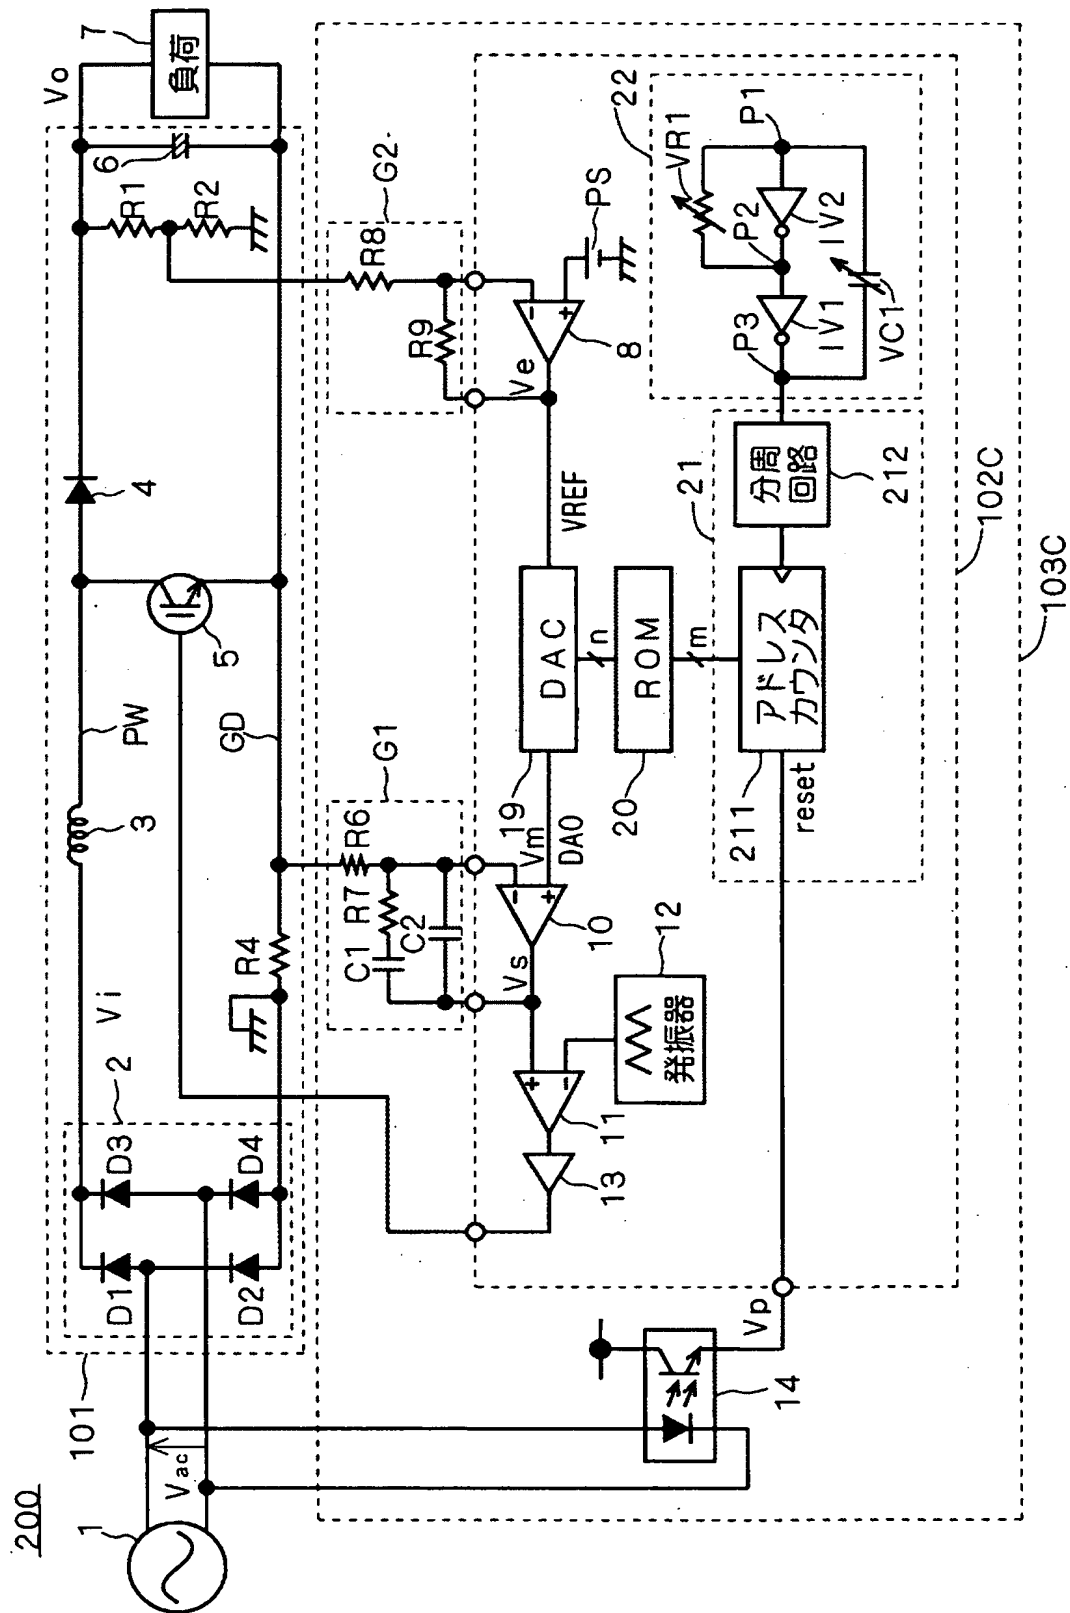 200
1
Vac
101
D1
D3
D2
D4
2
Vi
R4
3
PW
GD
5
4
R1
R2
6
Vo
7
負荷
G1
R6
R7
C1
C2
G2
R8
R9
PS
8
Ve
VREF
DAC
19
n
ROM
20
m
Vm
DAO
10
Vs
12
発振器
11
13
14
Vp
reset
211
アドレス
カウンタ
21
分周
回路
212
22
VR1
P1
P2
P3
IV1
IV2
VC1
102C
103C
+
-
+
-
+
-